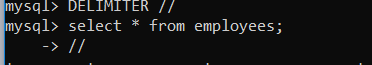 mysql> DELIMITER //
mysql> select * from employees;
    -> //